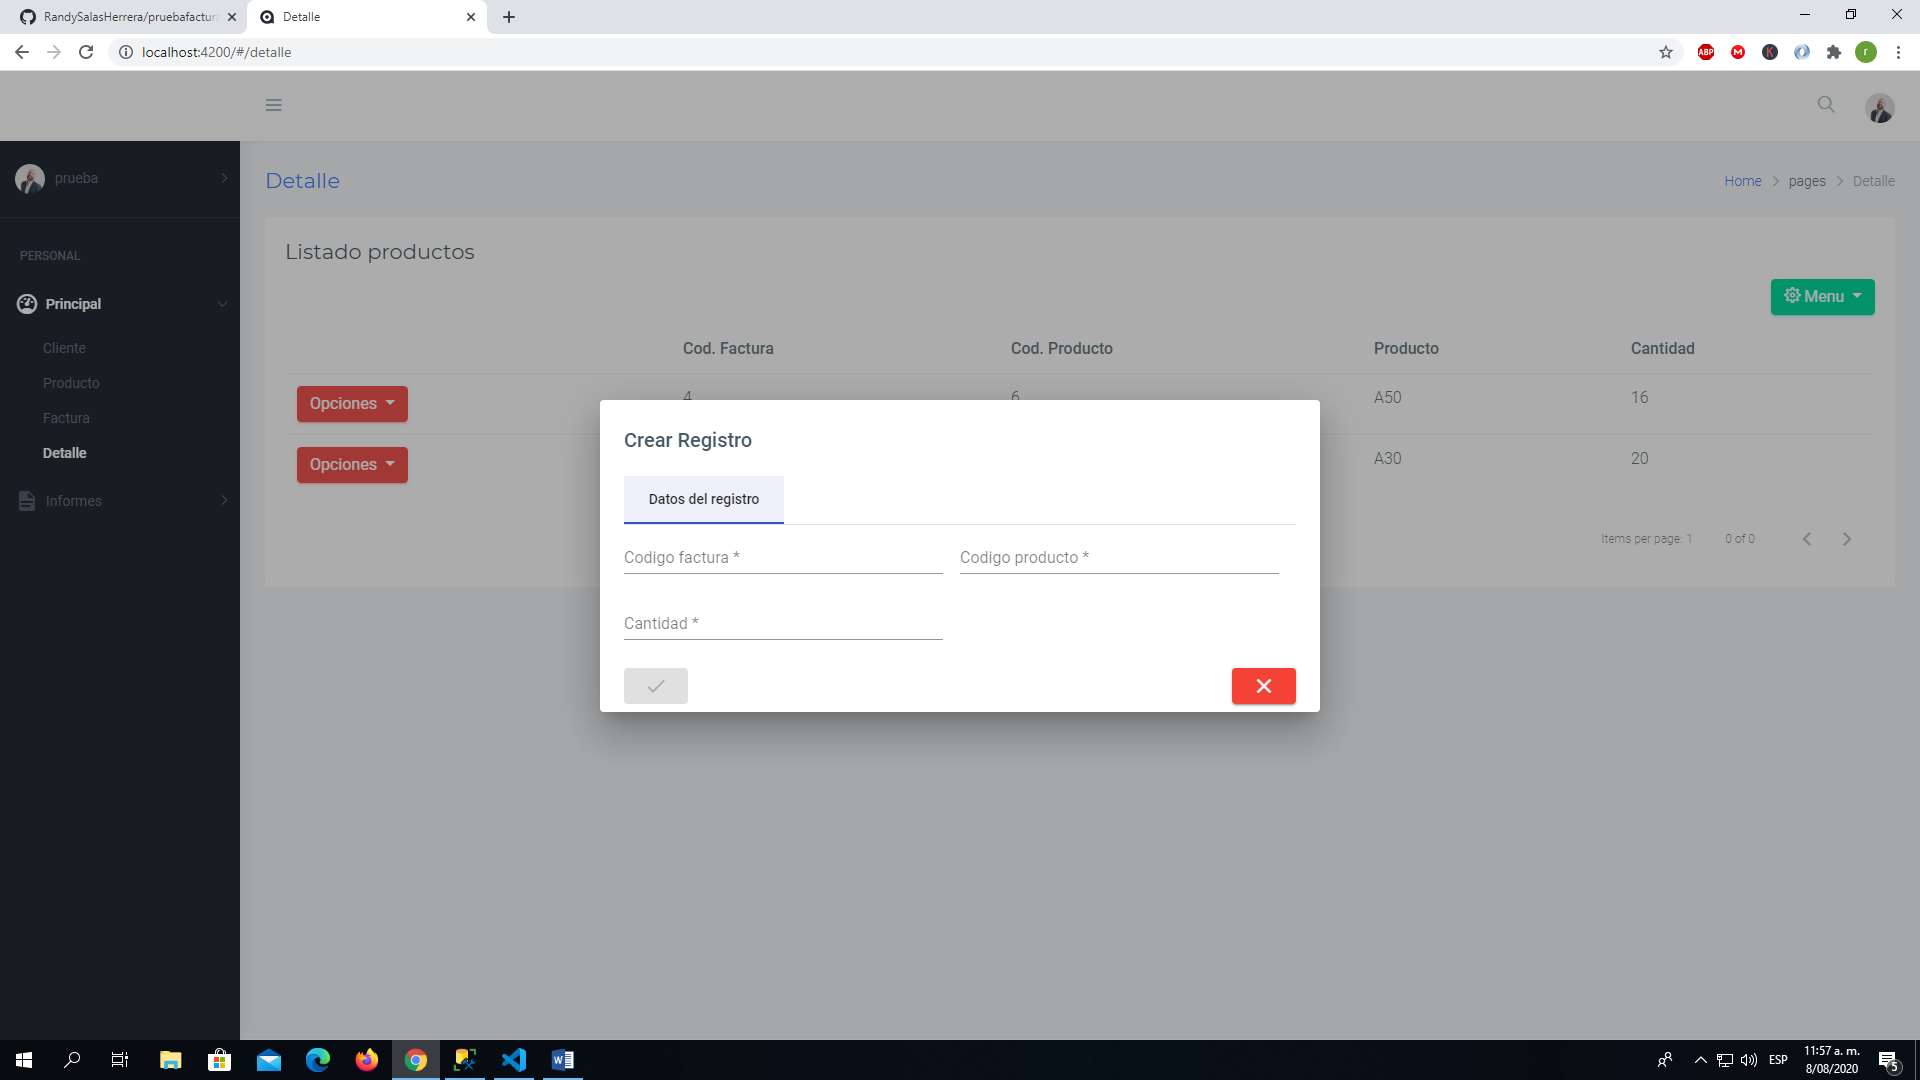 RandySalasHerrera/pruebafactura
Detalle
localhost:4200/#/detalle
ABP
M
K
r
prueba
Detalle
Home
pages
Detalle
PERSONAL
Listado productos
Menu
Principal
Cliente
Producto
Factura
Detalle
Informes
Cod. Factura
Cod. Producto
Producto
Cantidad
Opciones
4
6
A50
16
Opciones
A30
20
Items per page: 1
0 of 0
Crear Registro
Datos del registro
Codigo factura *
Codigo producto *
Cantidad *
ESP
11:57 a. m.
8/08/2020
5